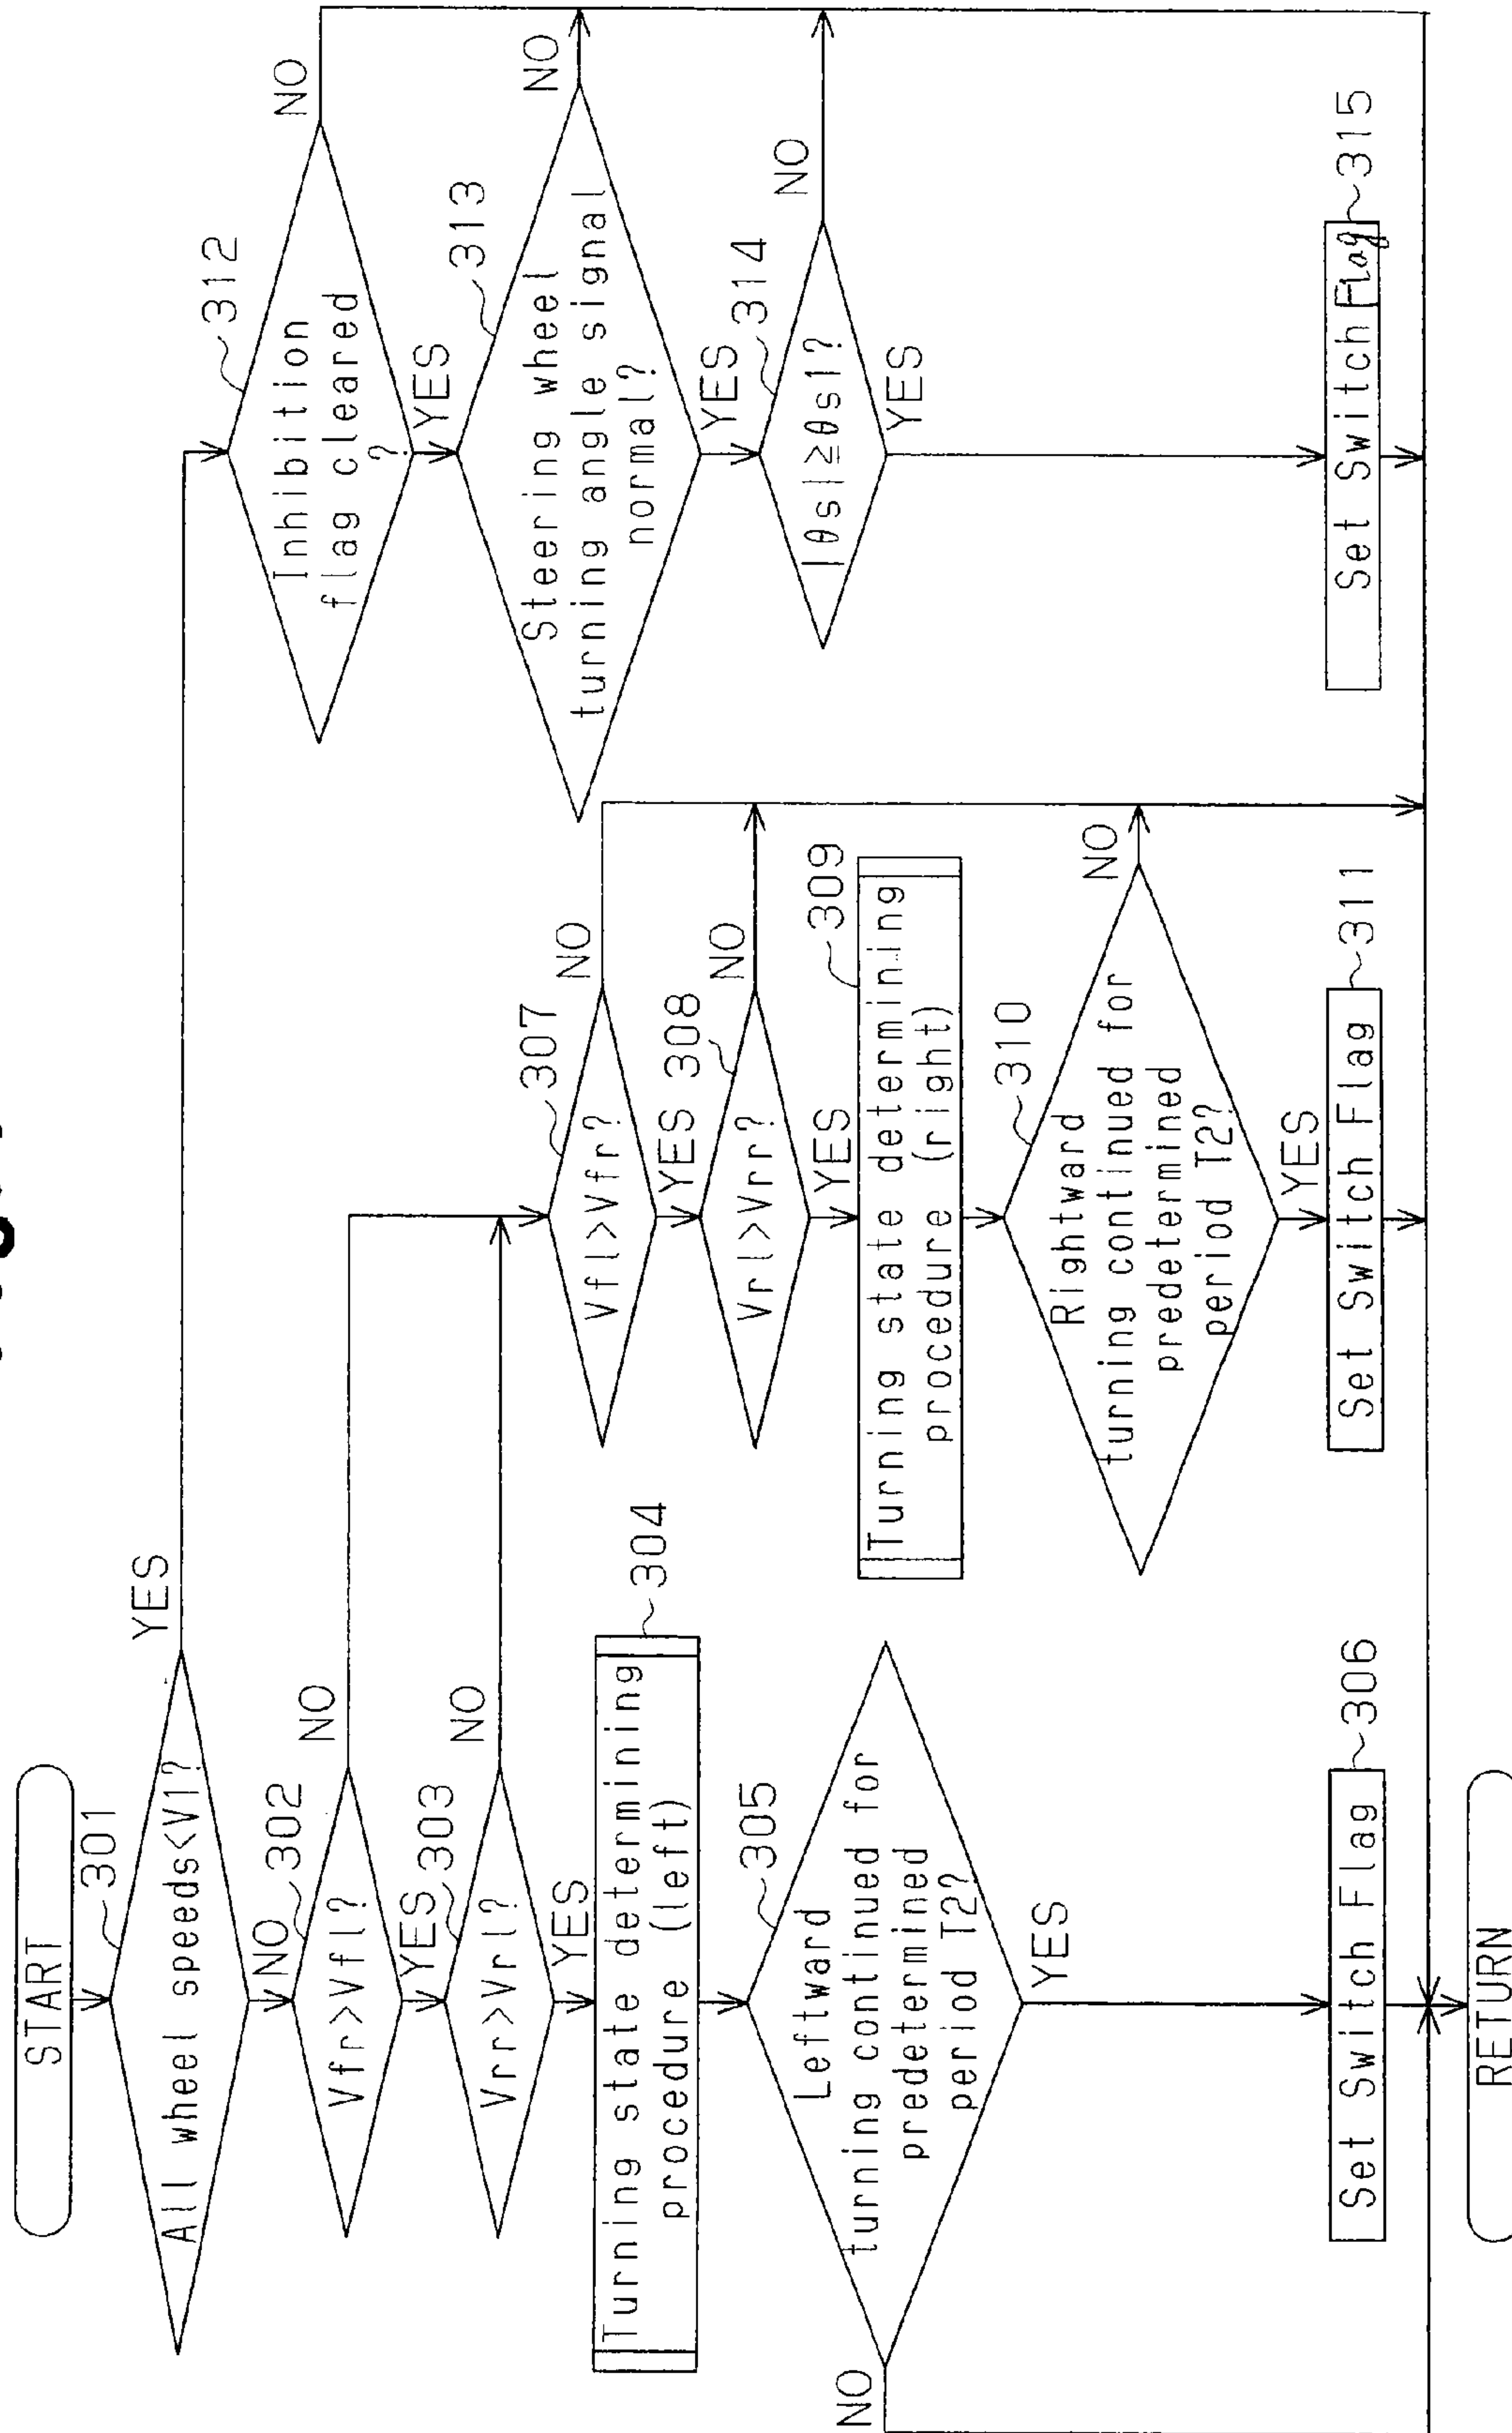 START
All wheel speeds<V1?
301
YES
NO
302
Vfr>Vfl?
NO
YES
303
Vrr>Vrl?
NO
YES
Turning state determining
procedure (left)
304
305
Leftward
turning continued for
predetermined
period T2?
NO
YES
Set Switch Flag
306
RETURN
307
Vfl>Vfr?
NO
YES
308
Vrl>Vrr?
NO
YES
309
Turning state determining
procedure (right)
310
Rightward
turning continued for
predetermined
period T2?
NO
YES
Set Switch Flag
311
312
Inhibition
flag cleared
?
NO
YES
313
Steering wheel
turning angle signal
normal?
NO
YES
314
|θs|≥θs1?
NO
YES
Set Switch Flag
315